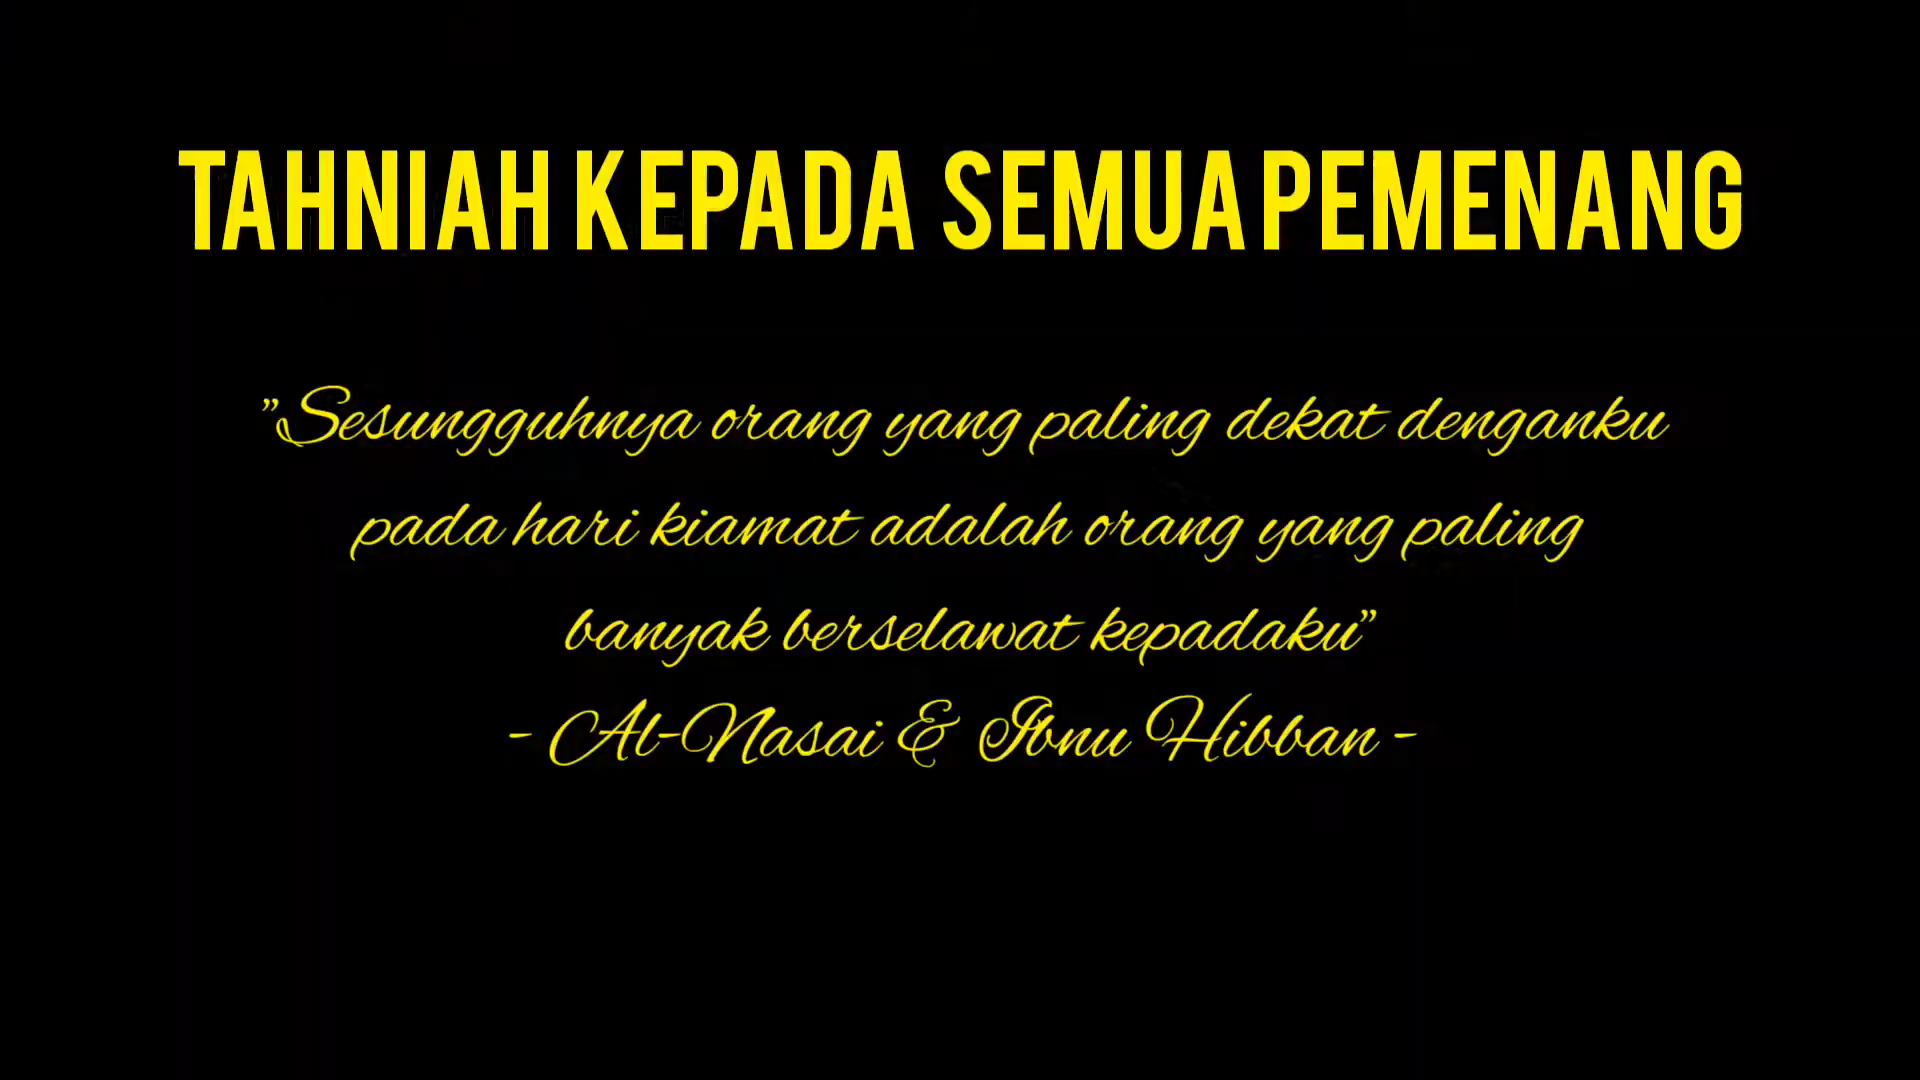 TAHNIAH KEPADA SEMUA PEMENANG
"Sesungguhnya orang yang paling dekat denganku
pada hari kiamat adalah orang yang paling
banyak berselawat kepadaku"
- Al-Nasai & Ibnu Hibban -